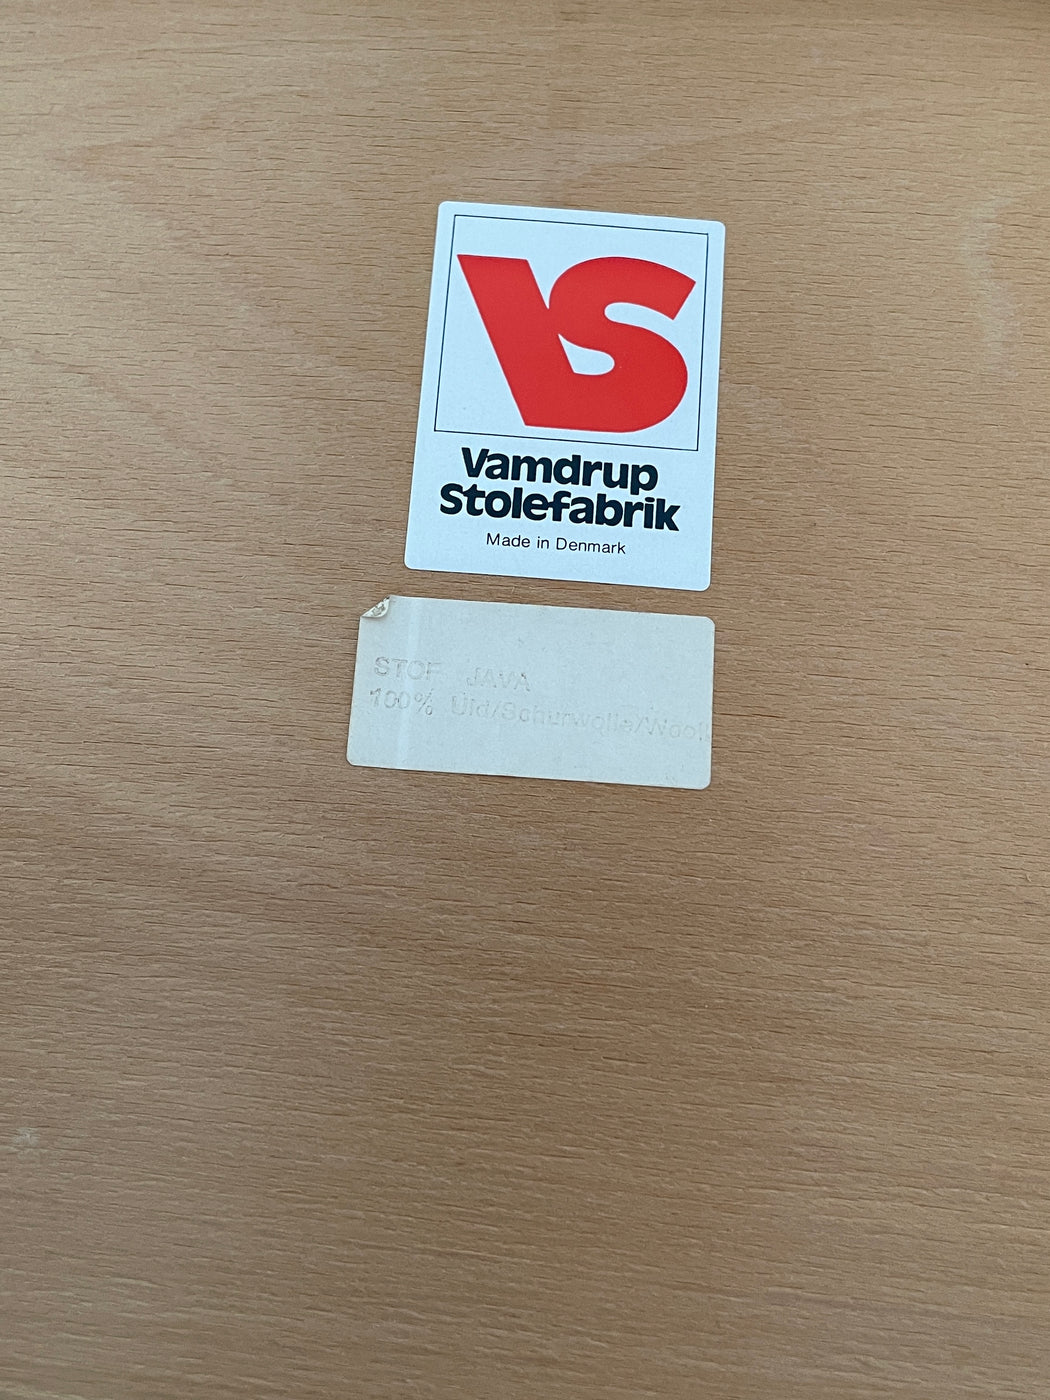 VS
Vamdrup
Stolefabrik
Made in Denmark
STOF JAVA
100% Uld/Schurwolle/Wool